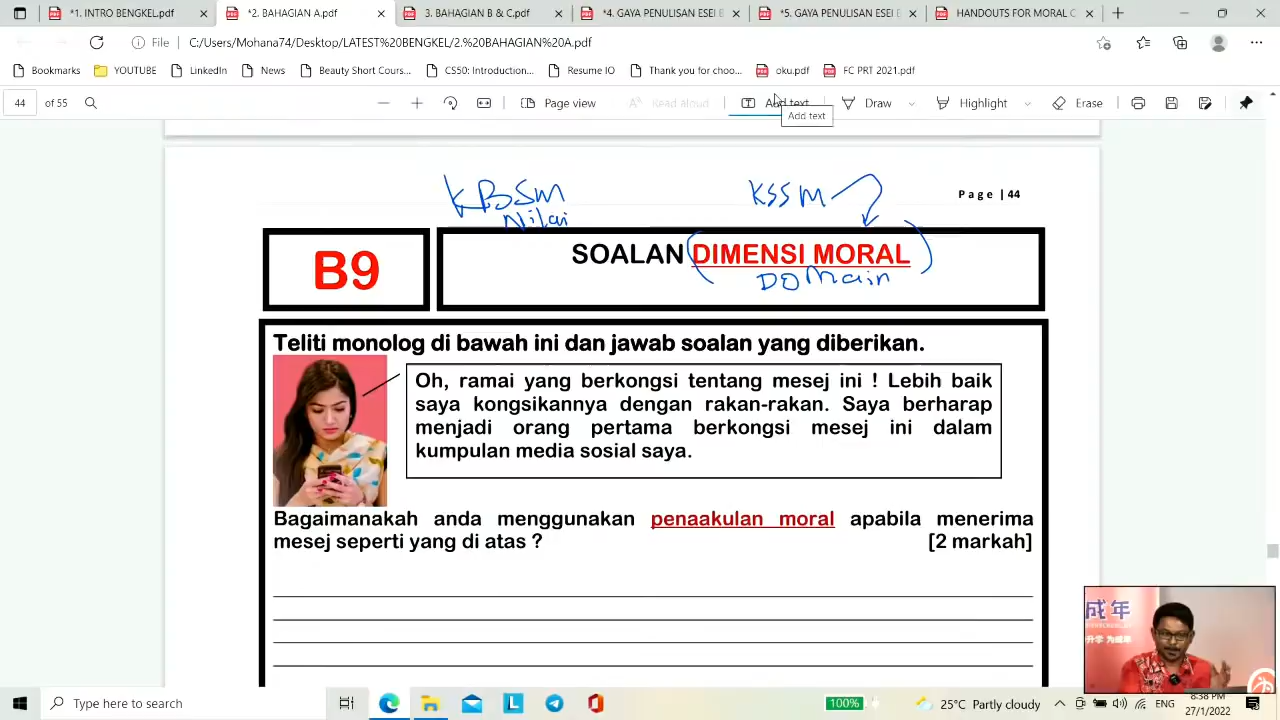 *1. INTRO BENGKEL.pdf
*2. BAHAGIAN A.pdf
3. BAHAGIAN B & C.pdf
*4. GAYA PENULISAN ESEI B
*5. GAYA PENULISAN ESEI B
HANDOUTS FOR MORAL C
File
C:/Users/Mohana74/Desktop/LATEST%20BENGKEL/2.%20BAHAGIAN%20A.pdf
Bookmarks
YOUTUBE
LinkedIn
News
Beauty Short Cours...
CS50: Introduction...
Resume IO
Thank you for choo...
oku.pdf
FC PRT 2021.pdf
44 of 55
Page view
Read aloud
Add text
Draw
Highlight
Erase
Add text
KBSM
Nilai
KSSM
Page | 44
B9
SOALAN DIMENSI MORAL
DOMain
Teliti monolog di bawah ini dan jawab soalan yang diberikan.
Oh, ramai yang berkongsi tentang mesej ini ! Lebih baik
saya kongsikannya dengan rakan-rakan. Saya berharap
menjadi orang pertama berkongsi mesej ini dalam
kumpulan media sosial saya.
Bagaimanakah anda menggunakan penaakulan moral apabila menerima
mesej seperti yang di atas ? [2 markah]
成年
Type here to search
L
100%
25°C Partly cloudy
ENG
8:38 PM
27/1/2022